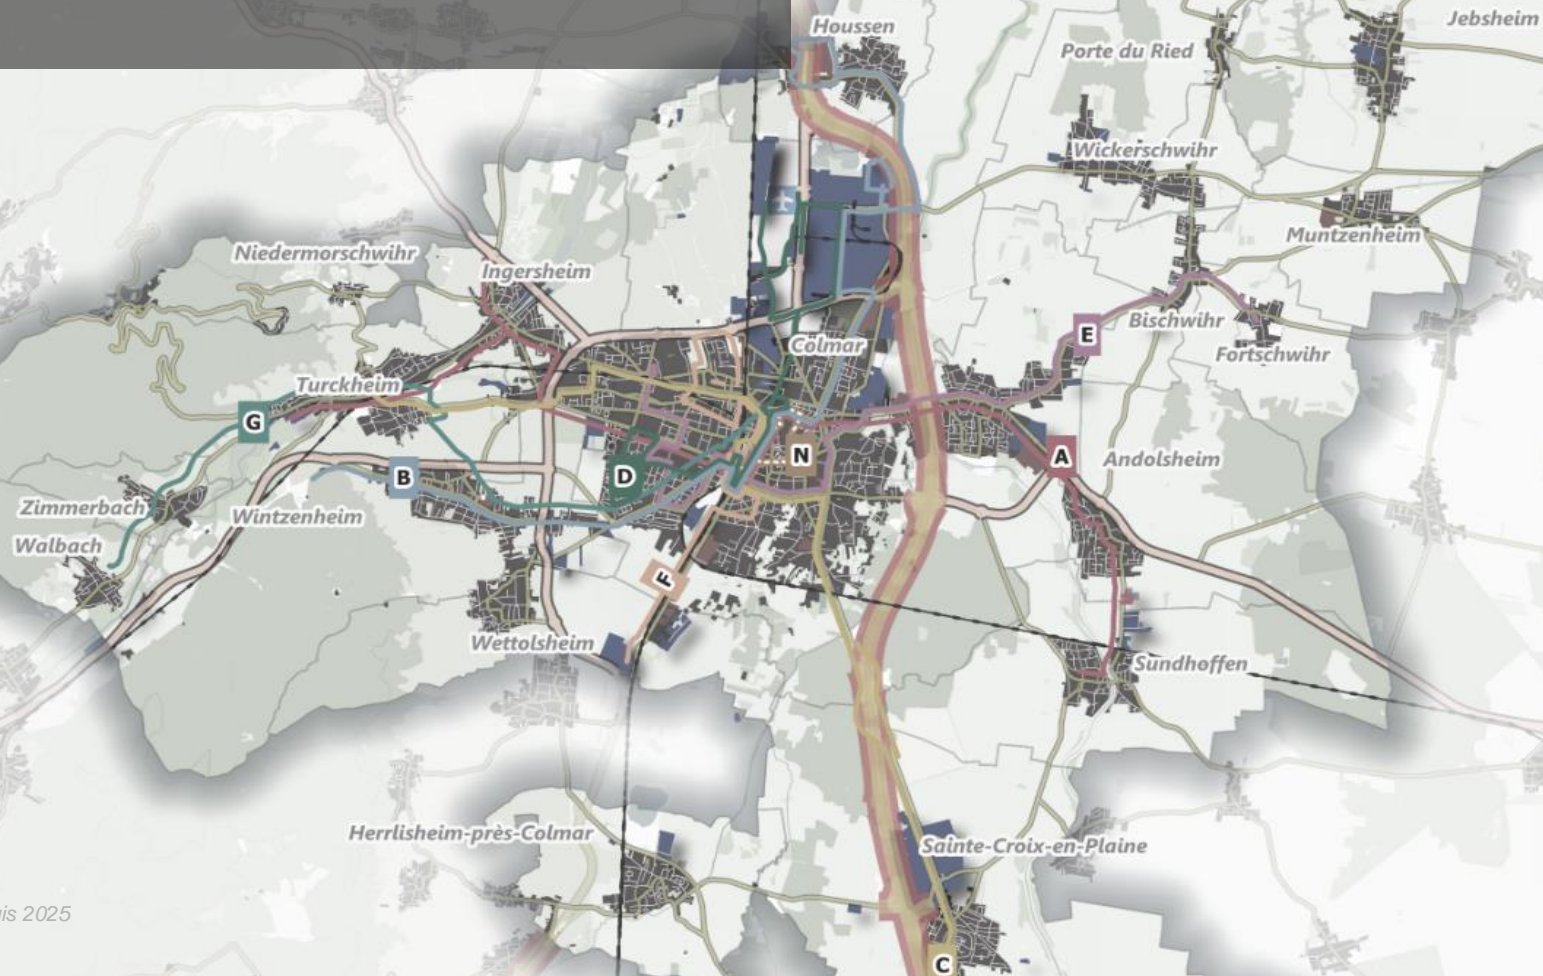 Houssen
Jebsheim
Porte du Ried
Wickerschwihr
Muntzenheim
Niedermorschwihr
Ingersheim
Bischwihr
E
Colmar
Fortschwihr
Turckheim
G
N
A
Andolsheim
B
D
Zimmerbach
Wintzenheim
Walbach
F
Wettolsheim
Sundhoffen
Herrlisheim-près-Colmar
Sainte-Croix-en-Plaine
2025
C